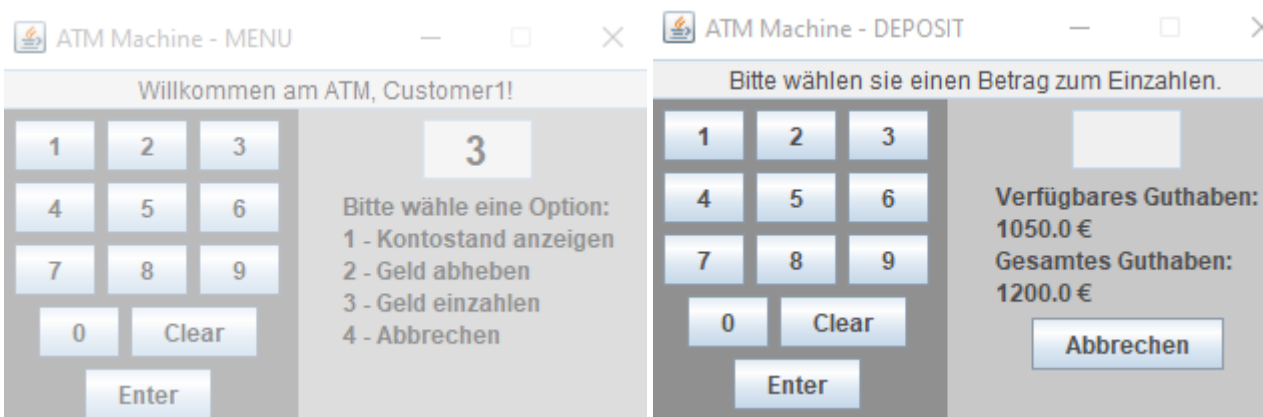 ATM Machine - MENU
Willkommen am ATM, Customer1!
1 2 3
3
4 5 6
Bitte wähle eine Option:
1 - Kontostand anzeigen
7 8 9
2 - Geld abheben
3 - Geld einzahlen
0 Clear
4 - Abbrechen
Enter
ATM Machine - DEPOSIT
Bitte wählen sie einen Betrag zum Einzahlen.
1 2 3
4 5 6
Verfügbares Guthaben:
1050.0 €
7 8 9
Gesamtes Guthaben:
1200.0 €
0 Clear
Abbrechen
Enter